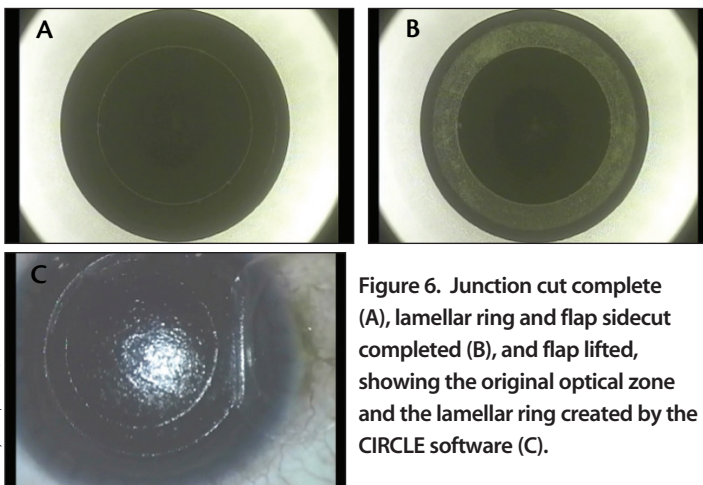 A
B
C
Figure 6. Junction cut complete
(A), lamellar ring and flap sidecut
completed (B), and flap lifted,
showing the original optical zone
and the lamellar ring created by the
CIRCLE software (C).